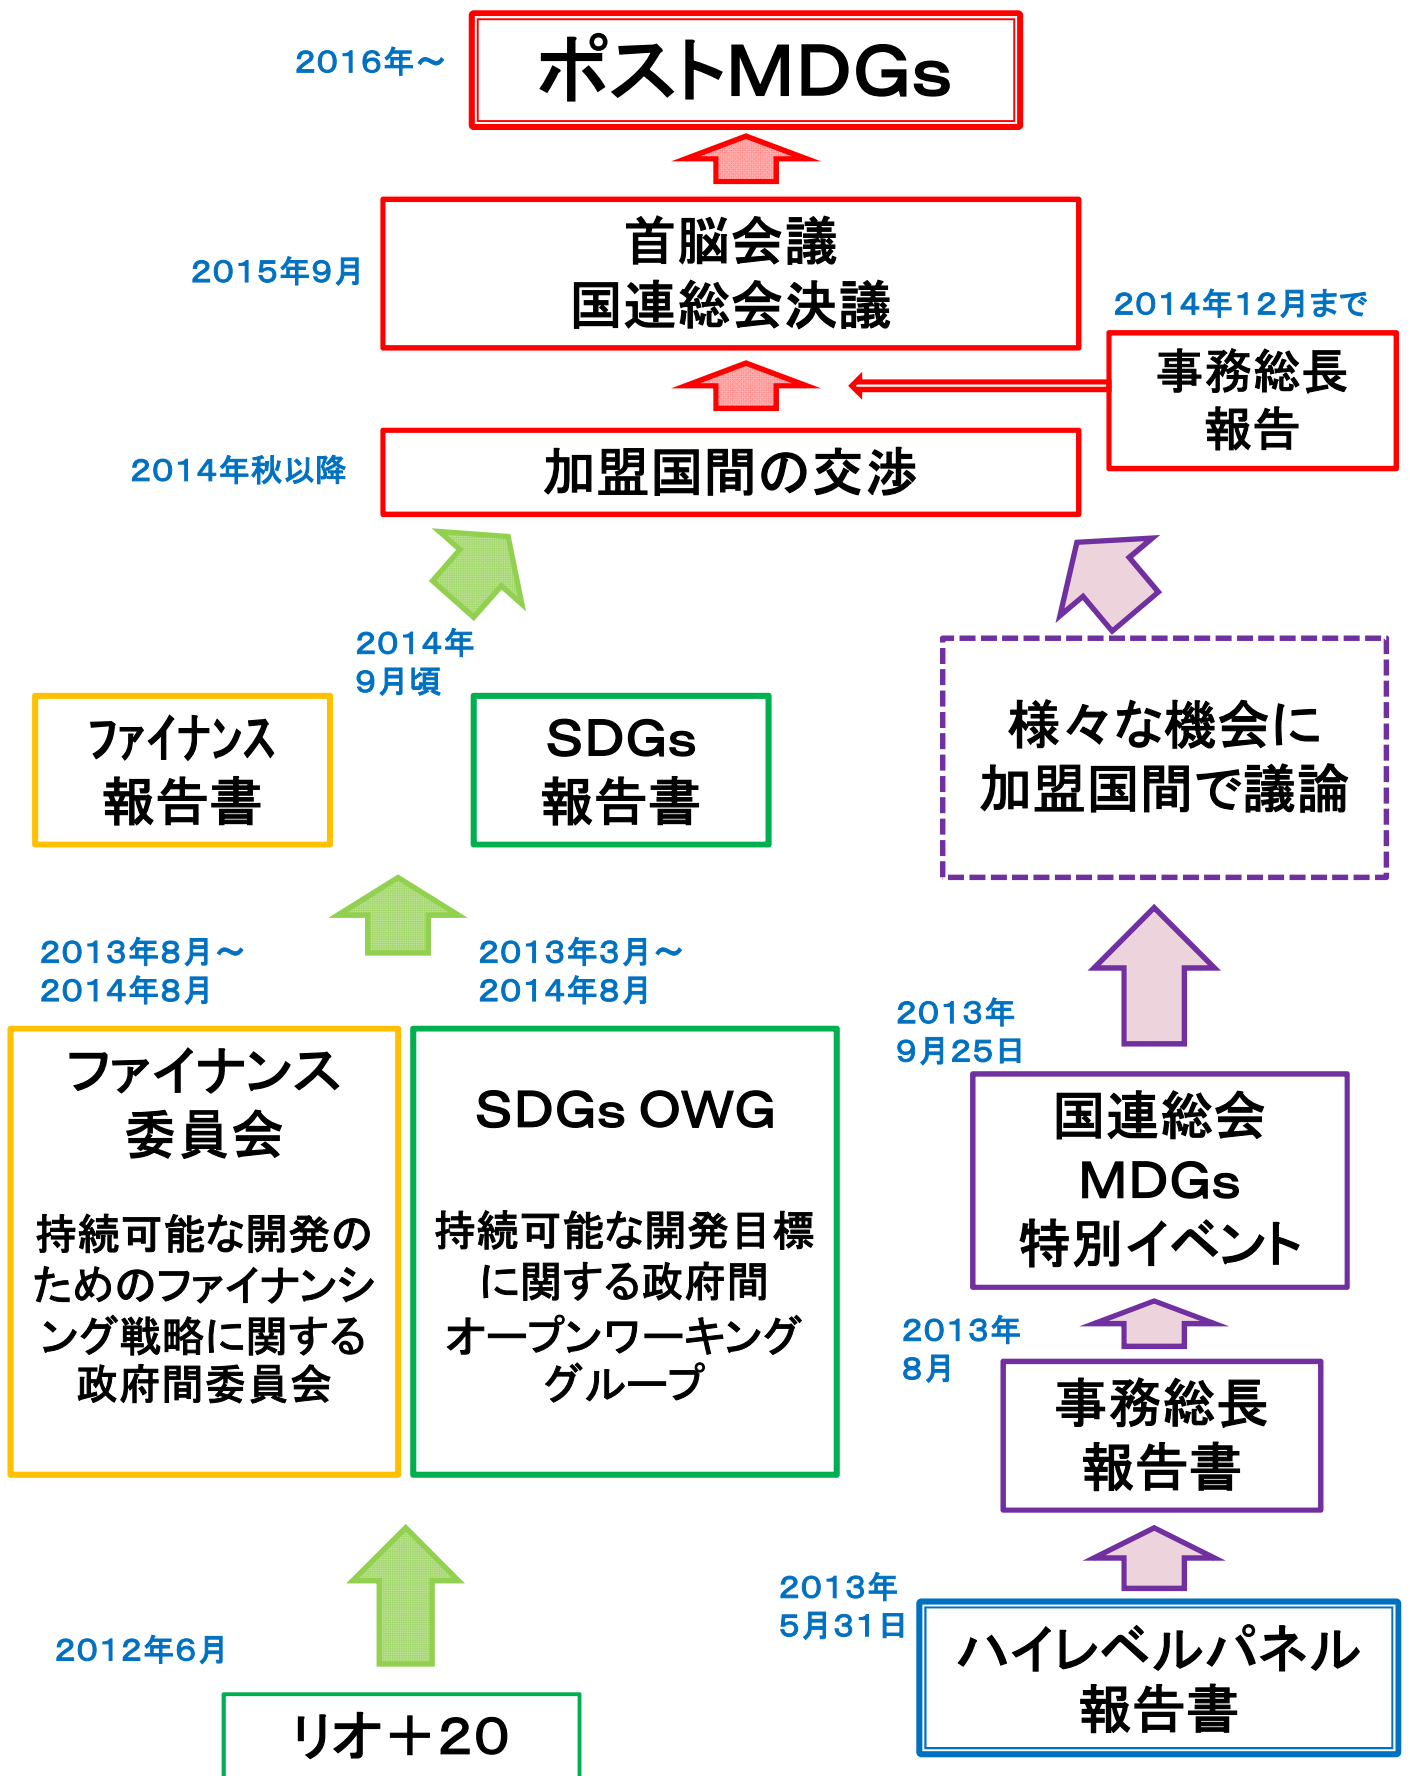 2016年～
ポストMDGs
2015年9月
首脳会議
国連総会決議
2014年12月まで
事務総長
報告
2014年秋以降
加盟国間の交渉
2014年
9月頃
ファイナンス
報告書
SDGs
報告書
様々な機会に
加盟国間で議論
2013年8月～
2014年8月
2013年3月～
2014年8月
ファイナンス
委員会
持続可能な開発の
ためのファイナンシ
ング戦略に関する
政府間委員会
SDGs OWG
持続可能な開発目標
に関する政府間
オープンワーキング
グループ
2013年
9月25日
国連総会
MDGs
特別イベント
2013年
8月
事務総長
報告書
2013年
5月31日
ハイレベルパネル
報告書
2012年6月
リオ＋20